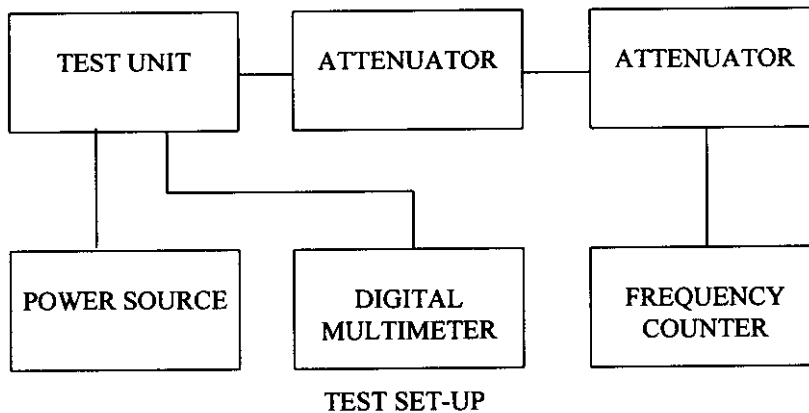 TEST UNIT
ATTENUATOR
ATTENUATOR
POWER SOURCE
DIGITAL
MULTIMETER
FREQUENCY
COUNTER
TEST SET-UP